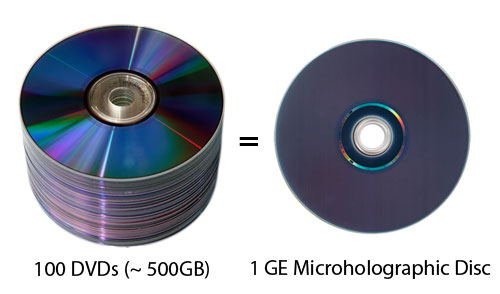 =
100 DVDs (~ 500GB)
1 GE Microholographic Disc